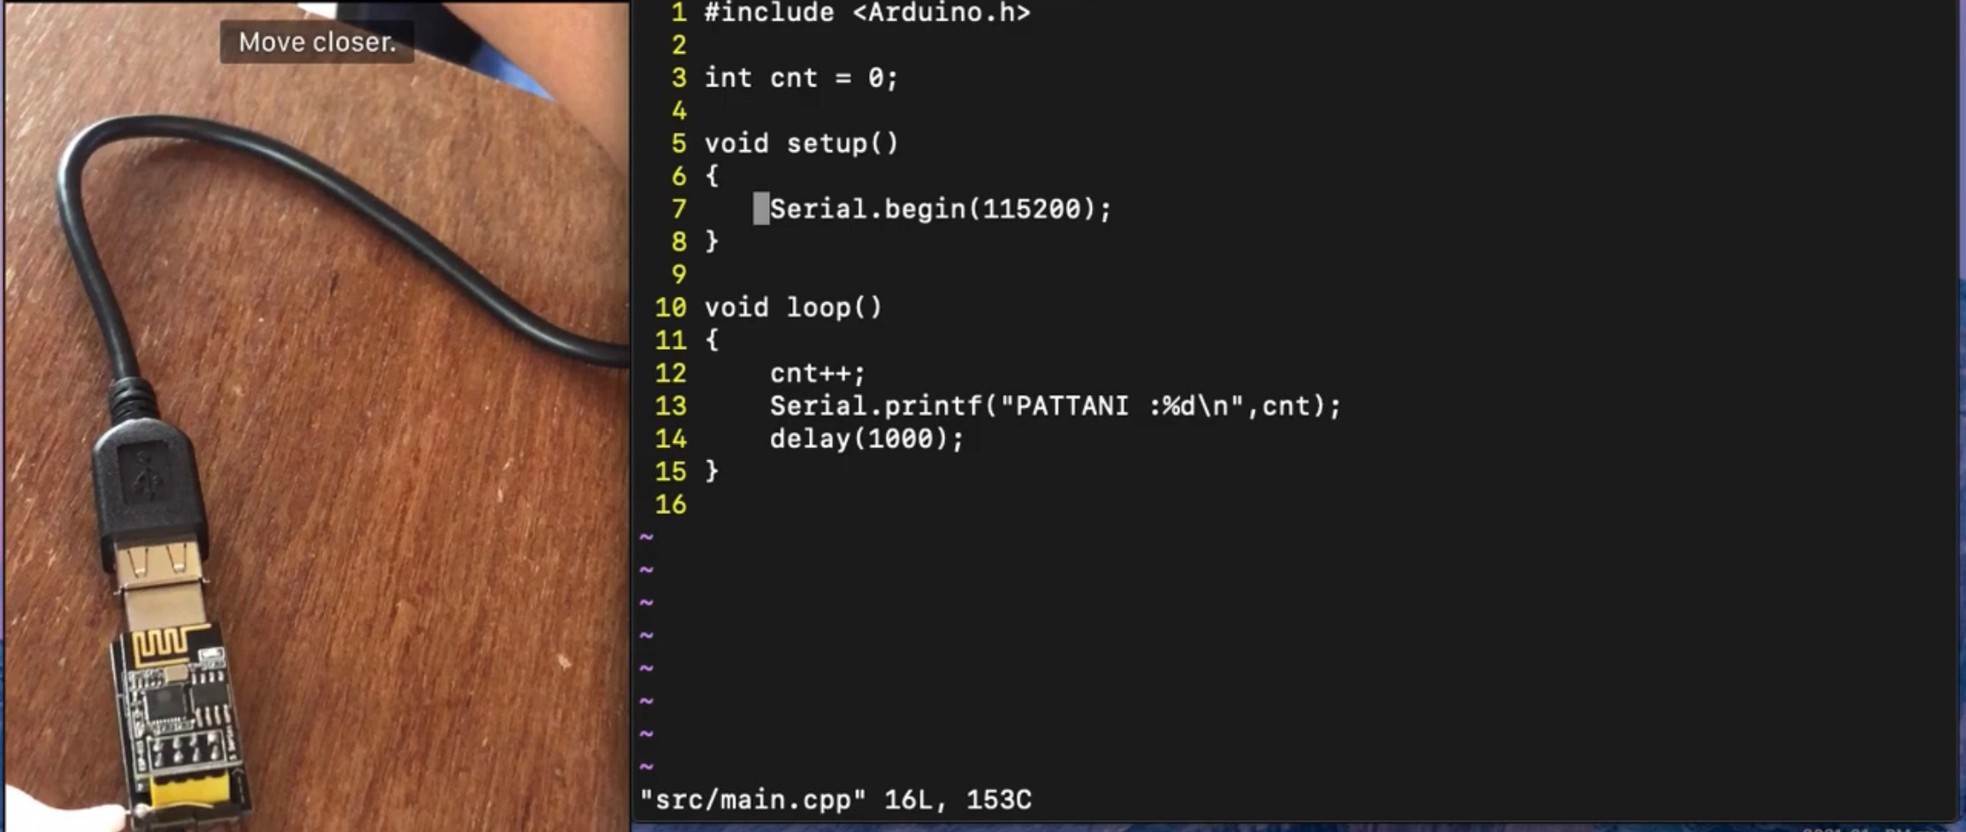 Move closer.
1 #include <Arduino.h>
2
3 int cnt = 0;
4
5 void setup()
6 {
7 Serial.begin(115200);
8 }
9
10 void loop()
11 {
12 cnt++;
13 Serial.printf("PATTANI :%d\n",cnt);
14 delay(1000);
15 }
16
~
~
~
~
~
~
~
~
"src/main.cpp" 16L, 153C